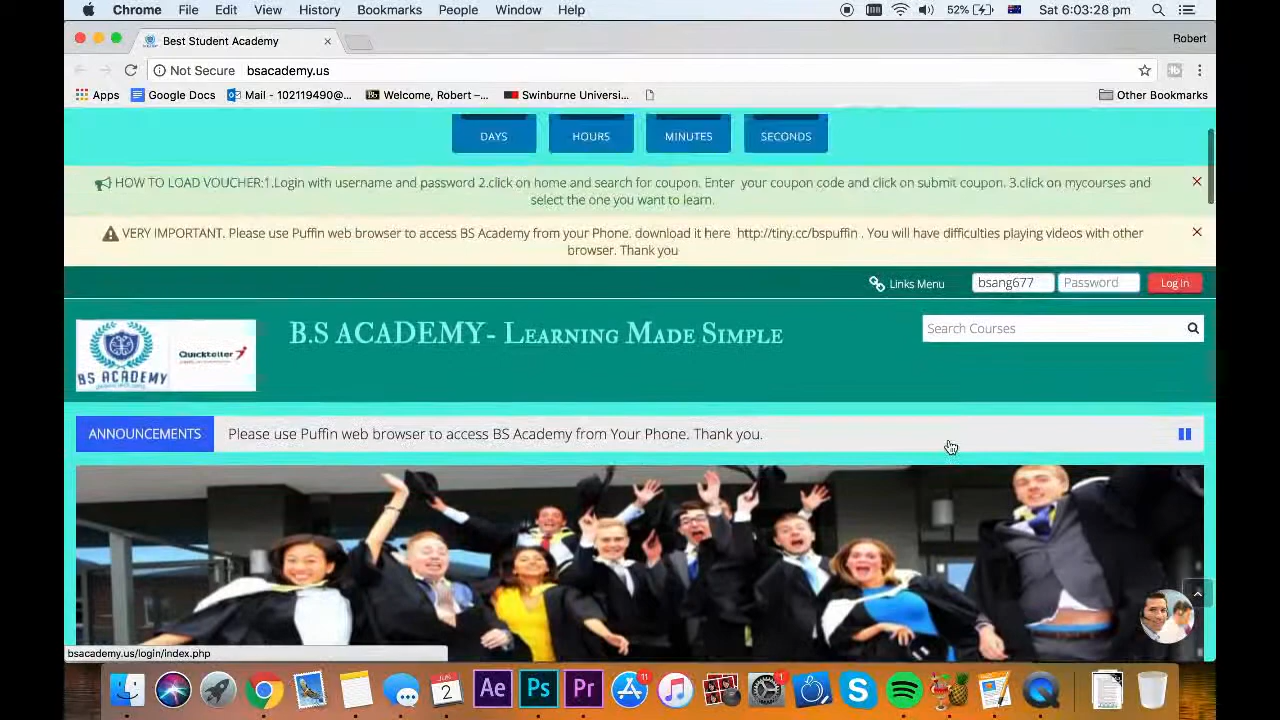 Chrome File Edit View History Bookmarks People Window Help 52% Sat 6:03:28 pm
Best Student Academy Robert
Not Secure bsacademy.us
Apps Google Docs Mail - 102119490@... Welcome, Robert –... Swinburne Universi... Other Bookmarks
DAYS HOURS MINUTES SECONDS
HOW TO LOAD VOUCHER:1.Login with username and password 2.click on home and search for coupon. Enter your coupon code and click on submit coupon. 3.click on mycourses and
select the one you want to learn.
VERY IMPORTANT. Please use Puffin web browser to access BS Academy from your Phone. download it here http://tiny.cc/bspuffin . You will have difficulties playing videos with other
browser. Thank you
Links Menu bsang677 Password Log in
B.S ACADEMY- Learning Made Simple
Search Courses
Quickteller
BS ACADEMY
ANNOUNCEMENTS Please use Puffin web browser to access BS Academy from Your Phone. Thank you.
bsacademy.us/login/index.php
11
2
Ae Ps Pr